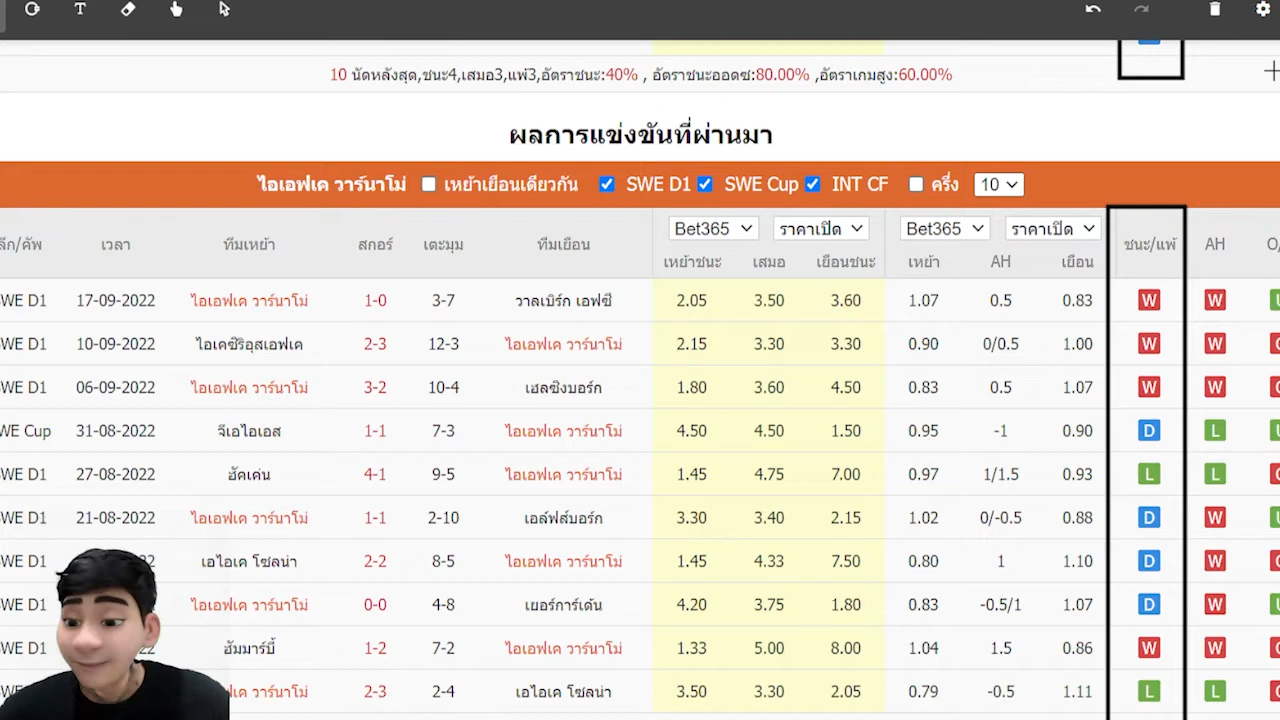 T
10 นัดหลังสุด,ชนะ4,เสมอ3,แพ้3,อัตราชนะ:40% , อัตราชนะออดซ:80.00% ,อัตราเกมสูง:60.00%
ผลการแข่งขันที่ผ่านมา
ไอเอฟเค วาร์นาโม่ เหย้าเยือนเดียวกัน SWE D1 SWE Cup INT CF ครึ่ง 10
Bet365 ราคาเปิด Bet365 ราคาเปิด
ลีก/คัพ เวลา ทีมเหย้า สกอร์ เตะมุม ทีมเยือน เหย้าชนะ เสมอ เยือนชนะ เหย้า AH เยือน ชนะ/แพ้ AH
SWE D1 17-09-2022 ไอเอฟเค วาร์นาโม่ 1-0 3-7 วาลเบิร์ก เอฟซี 2.05 3.50 3.60 1.07 0.5 0.83 W W
SWE D1 10-09-2022 ไอเคซิริอุสเอฟเค 2-3 12-3 ไอเอฟเค วาร์นาโม่ 2.15 3.30 3.30 0.90 0/0.5 1.00 W W
SWE D1 06-09-2022 ไอเอฟเค วาร์นาโม่ 3-2 10-4 เฮลซิงบอร์ก 1.80 3.60 4.50 0.83 0.5 1.07 W W
WE Cup 31-08-2022 จีเอไอเอส 1-1 7-3 ไอเอฟเค วาร์นาโม่ 4.50 4.50 1.50 0.95 -1 0.90 D L
SWE D1 27-08-2022 ฮัคเค่น 4-1 9-5 ไอเอฟเค วาร์นาโม่ 1.45 4.75 7.00 0.97 1/1.5 0.93 L L
SWE D1 21-08-2022 ไอเอฟเค วาร์นาโม่ 1-1 2-10 เอล์ฟส์บอร์ก 3.30 3.40 2.15 1.02 0/-0.5 0.88 D W
SWE D1 22 เอไอเค โซลน่า 2-2 8-5 ไอเอฟเค วาร์นาโม่ 1.45 4.33 7.50 0.80 1 1.10 D W
SWE D1 ไอเอฟเค วาร์นาโม่ 0-0 4-8 เยอร์การ์เด้น 4.20 3.75 1.80 0.83 -0.5/1 1.07 D W
SWE D1 22 ฮัมมาร์บี้ 1-2 7-2 ไอเอฟเค วาร์นาโม่ 1.33 5.00 8.00 1.04 1.5 0.86 W W
SWE วาร์นาโม่ 2-3 2-4 เอไอเค โซลน่า 3.50 3.30 2.05 0.79 -0.5 1.11 L L